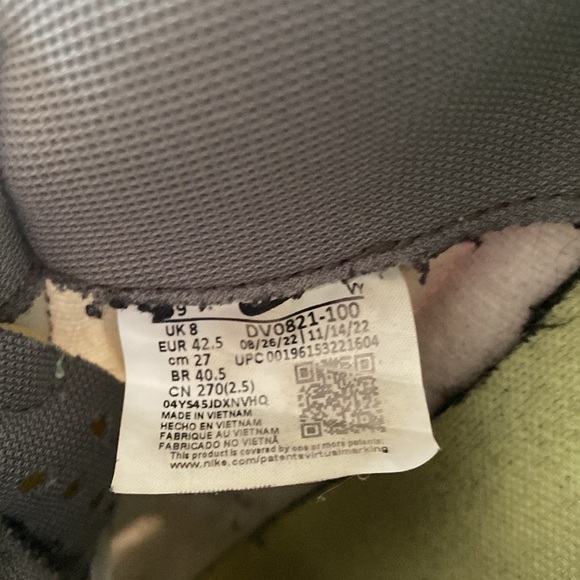 W
UK 8
DV0821-100
EUR 42.5
08/26/22 | 11/14/22
cm 27
UPC 00196153221604
BR 40.5
CN 270(2.5)
04YS45JDXNVHQ
MADE IN VIETNAM
HECHO EN VIETNAM
FABRIQUE AU VIETNAM
FABRICADO NO VIETNÃ
This product is covered by one or more patents:
www.nike.com/patentsvirtualmarking